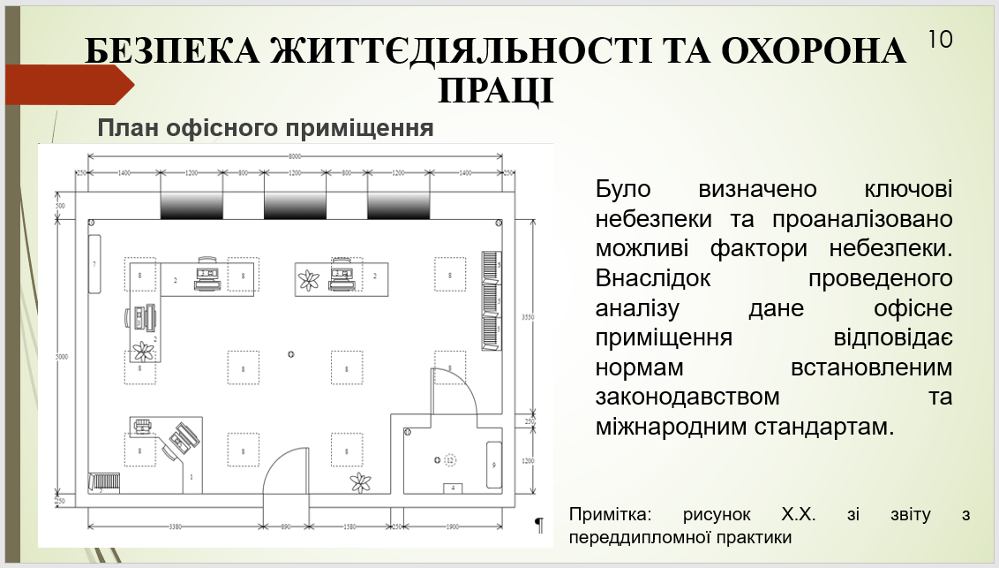 БЕЗПЕКА ЖИТТЄДІЯЛЬНОСТІ ТА ОХОРОНА
ПРАЦІ
10
План офісного приміщення
8000
250 1400 1200 800 1200 800 1200 1400 250
500
7
8 2 8 2 8
5
5
5
2
3550
5000
8 8 8 8
250
8 8 8
1
5
12 9
4
1200
250
3380 890 1580 250 1900
¶
Було визначено ключові
небезпеки та проаналізовано
можливі фактори небезпеки.
Внаслідок проведеного
аналізу дане офісне
приміщення відповідає
нормам встановленим
законодавством та
міжнародним стандартам.
Примітка: рисунок Х.Х. зі звіту з
переддипломної практики